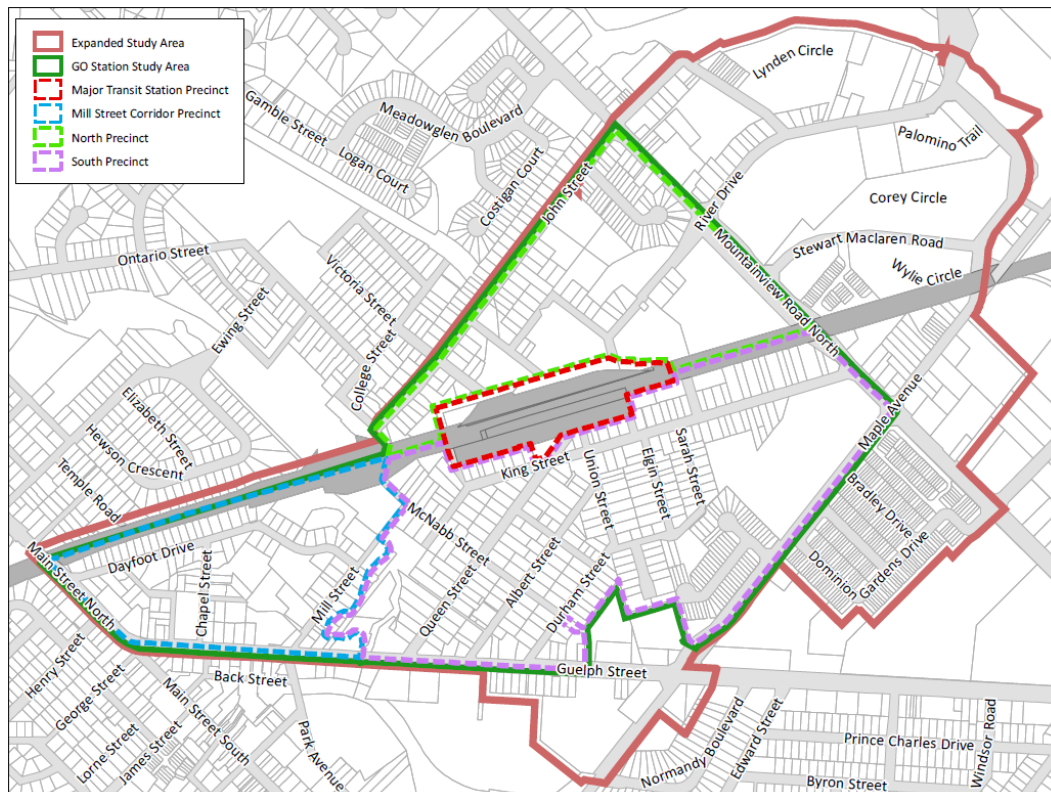 Expanded Study Area
GO Station Study Area
Major Transit Station Precinct
Mill Street Corridor Precinct
North Precinct
South Precinct
Lynden Circle
Gamble Street
Meadowglen Boulevard
Logan Court
Costigan Court
John Street
Palomino Trail
River Drive
Corey Circle
Mountainview Road North
Stewart Maclaren Road
Wylie Circle
Ontario Street
Victoria Street
Ewing Street
College Street
Elizabeth Street
Hewson Crescent
Temple Road
Maple Avenue
King Street
Union Street
Elgin Street
Sarah Street
Bradley Drive
McNabb Street
Main Street North
Dayfoot Drive
Chapel Street
Mill Street
Queen Street
Albert Street
Durham Street
Dominion
Gardens Drive
Henry Street
George Street
Back Street
Guelph Street
Lorne Street
James Street
Main Street South
Park Avenue
Normandy Boulevard
Edward Street
Prince Charles Drive
Windsor Road
Byron Street